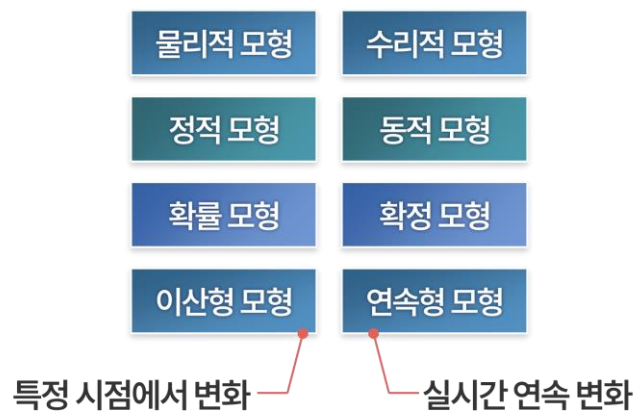 물리적 모형 수리적 모형
정적 모형 동적 모형
확률 모형 확정 모형
이산형 모형 연속형 모형
특정 시점에서 변화 실시간 연속 변화